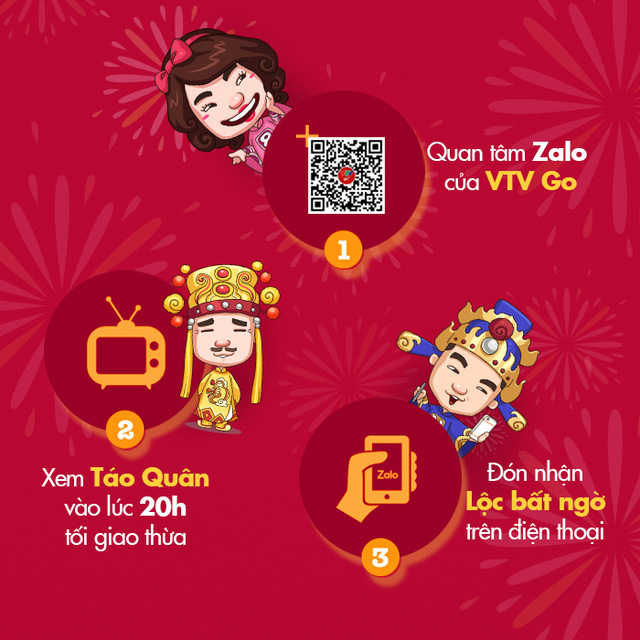 Quan tâm Zalo
của VTV Go
1
2
Xem Táo Quân
vào lúc 20h
tối giao thừa
Zalo
Đón nhận
Lộc bất ngờ
trên điện thoại
3